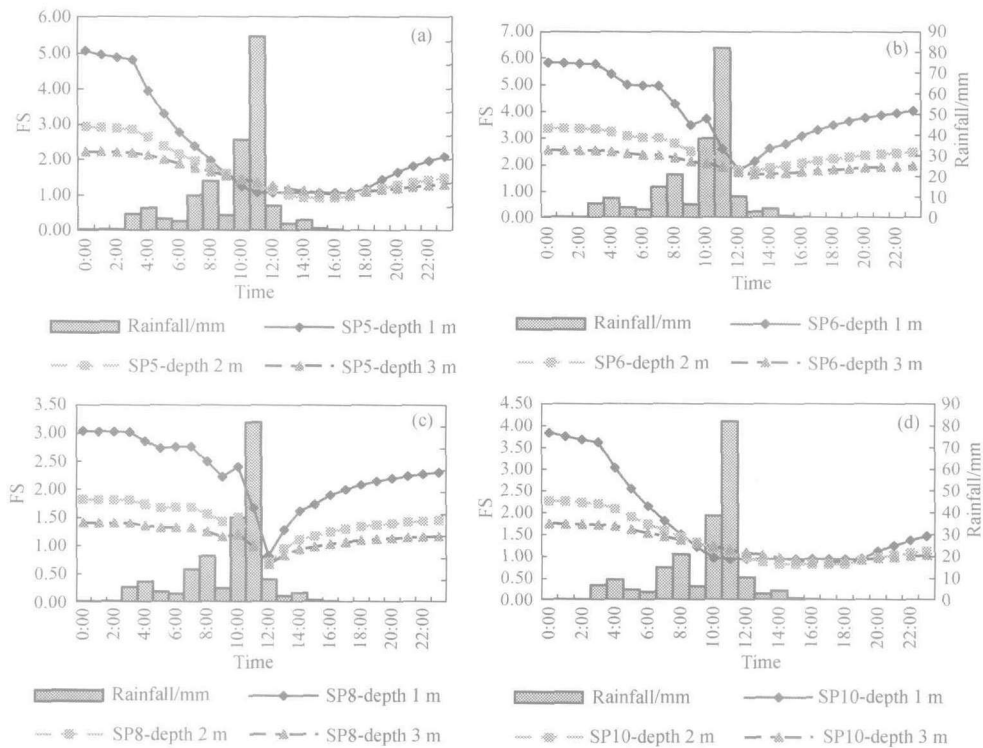 (a)
6.00
5.00
4.00
3.00
2.00
1.00
0.00
FS
0:00 2:00 4:00 6:00 8:00 10:00 12:00 14:00 16:00 18:00 20:00 22:00
Time
Rainfall/mm SP5-depth 1 m
SP5-depth 2 m SP5-depth 3 m
(b)
7.00
6.00
5.00
4.00
3.00
2.00
1.00
0.00
FS
90
80
70
60
50
40
30
20
10
0
Rainfall/mm
0:00 2:00 4:00 6:00 8:00 10:00 12:00 14:00 16:00 18:00 20:00 22:00
Time
Rainfall/mm SP6-depth 1 m
SP6-depth 2 m SP6-depth 3 m
(c)
3.50
3.00
2.50
2.00
1.50
1.00
0.50
0.00
FS
0:00 2:00 4:00 6:00 8:00 10:00 12:00 14:00 16:00 18:00 20:00 22:00
Time
Rainfall/mm SP8-depth 1 m
SP8-depth 2 m SP8-depth 3 m
(d)
4.50
4.00
3.50
3.00
2.50
2.00
1.50
1.00
0.50
0.00
FS
90
80
70
60
50
40
30
20
10
0
Rainfall/mm
0:00 2:00 4:00 6:00 8:00 10:00 12:00 14:00 16:00 18:00 20:00 22:00
Time
Rainfall/mm SP10-depth 1 m
SP10-depth 2 m SP10-depth 3 m